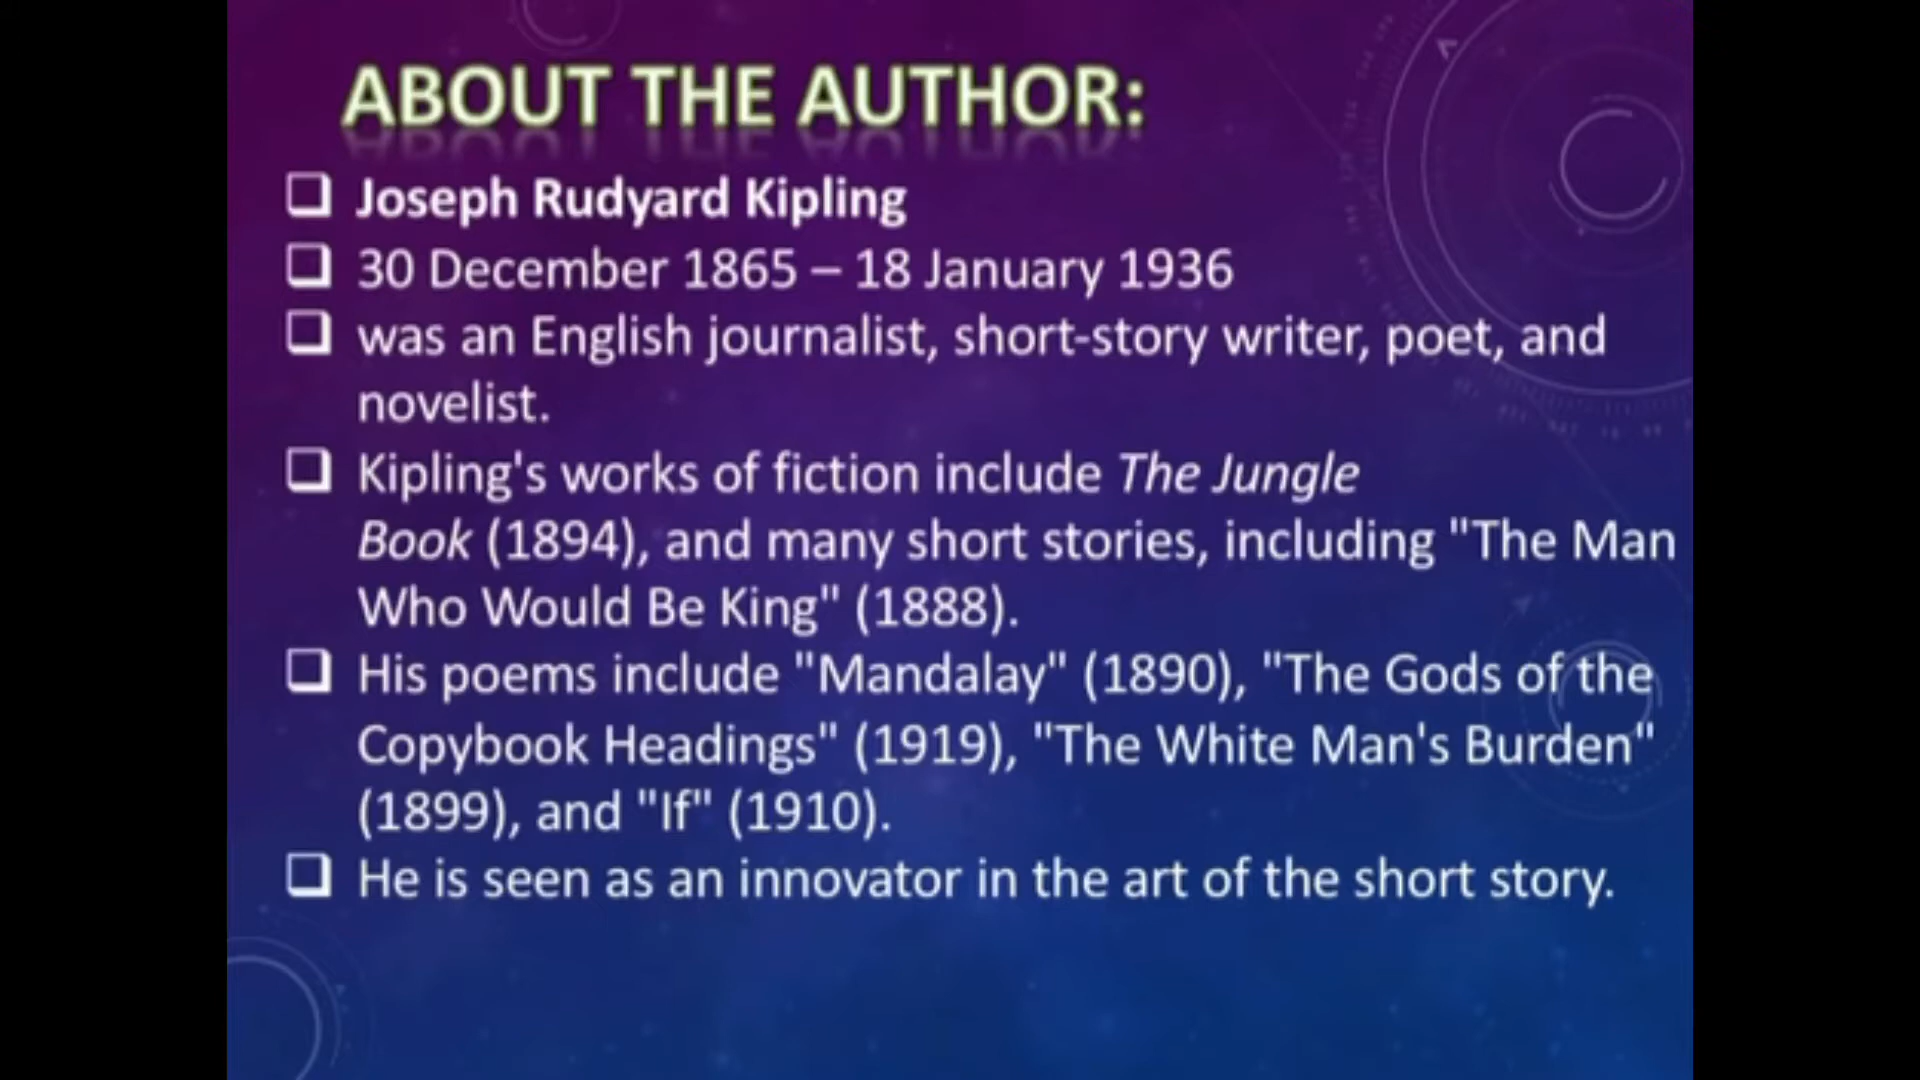 ABOUT THE AUTHOR:
Joseph Rudyard Kipling
30 December 1865 – 18 January 1936
was an English journalist, short-story writer, poet, and
novelist.
Kipling's works of fiction include The Jungle
Book (1894), and many short stories, including "The Man
Who Would Be King" (1888).
His poems include "Mandalay" (1890), "The Gods of the
Copybook Headings" (1919), "The White Man's Burden"
(1899), and "If" (1910).
He is seen as an innovator in the art of the short story.